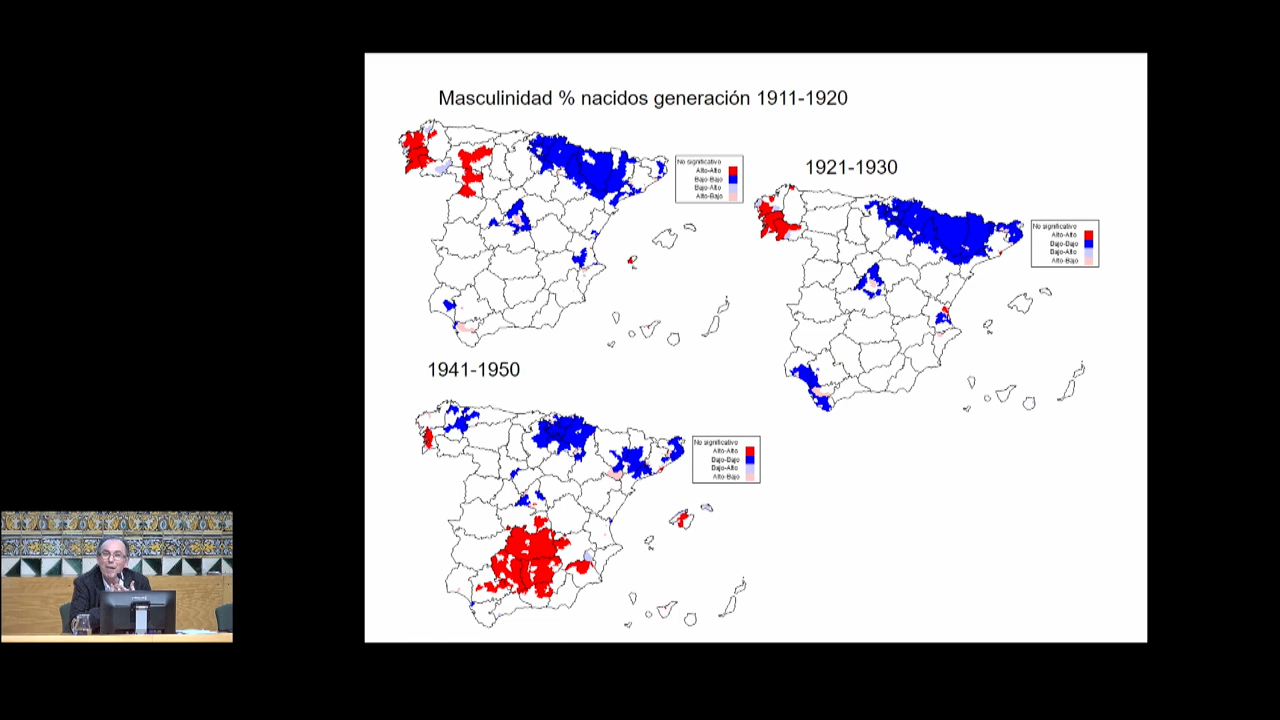 Masculinidad % nacidos generación 1911-1920
No significativo
Alto-Alto
Bajo-Bajo
Bajo-Alto
Alto-Bajo
1921-1930
No significativo
Alto-Alto
Bajo-Bajo
Bajo-Alto
Alto-Bajo
1941-1950
No significativo
Alto-Alto
Bajo-Bajo
Bajo-Alto
Alto-Bajo